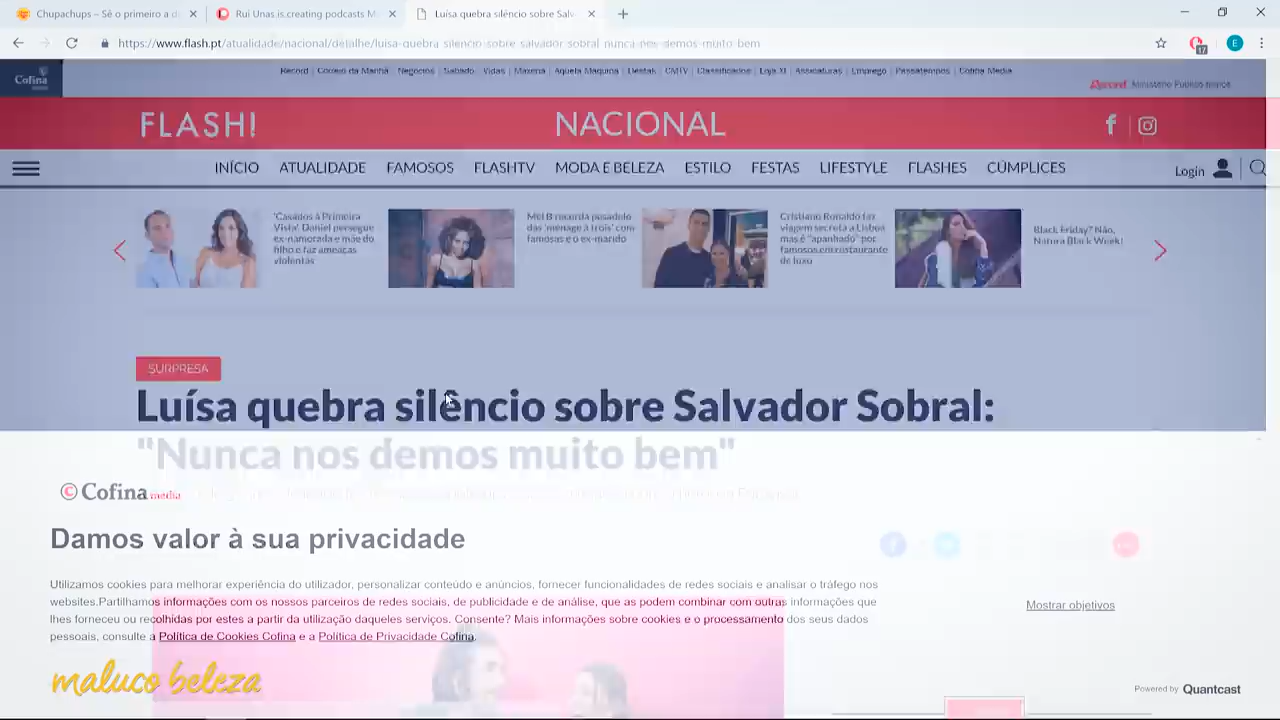 Chupachups – Sê o primeiro a d
Rui Unas is creating podcasts M
Luísa quebra silêncio sobre Salv
https://www.flash.pt/atualidade/nacional/detalhe/luisa-quebra-silencio-sobre-salvador-sobral-nunca-nos-demos-muito-bem
17
E
Cofina
Record | Correio da Manhã | Negócios | Sábado | Vidas | Máxima | Aquela Máquina | Destak | CMTV | Classificados | Loja XL | Assinaturas | Emprego | Passatempos | Cofina Media
Record Ministério Público
FLASH!
NACIONAL
INÍCIO ATUALIDADE FAMOSOS FLASHTV MODA E BELEZA ESTILO FESTAS LIFESTYLE FLASHES CÚMPLICES
Login
'Casados à Primeira
Vista' Daniel persegue
ex-namorada e mãe do
filho e faz ameaças
violentas
Mel B recorda pesadelo
das 'menage à trois' com
famosas e o ex-marido
Cristiano Ronaldo faz
viagem secreta a Lisboa
mas é "apanhado" por
famosos em restaurante
de luxo
Black Friday? Não,
Natura Black Week!
SURPRESA
Luísa quebra silêncio sobre Salvador Sobral:
"Nunca nos demos muito bem"
© Cofina media
Damos valor à sua privacidade
Utilizamos cookies para melhorar experiência do utilizador, personalizar conteúdo e anúncios, fornecer funcionalidades de redes sociais e analisar o tráfego nos
websites.Partilhamos informações com os nossos parceiros de redes sociais, de publicidade e de análise, que as podem combinar com outras informações que
lhes forneceu ou recolhidas por estes a partir da utilização daqueles serviços. Consente? Mais informações sobre cookies e o processamento dos seus dados
pessoais, consulte a Política de Cookies Cofina e a Política de Privacidade Cofina.
Mostrar objetivos
maluco beleza
Powered by Quantcast